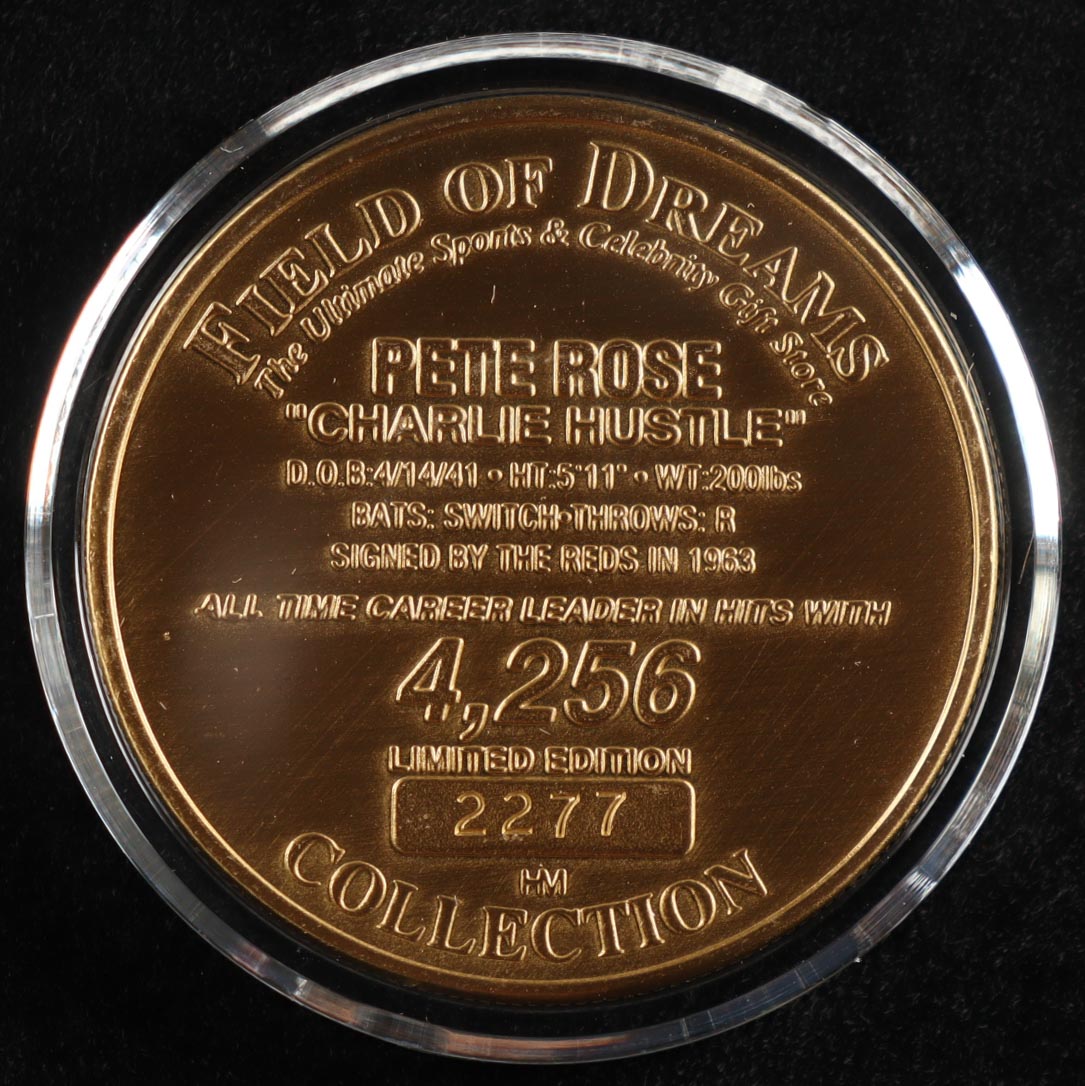 FIELD OF DREAMS
The Ultimate Sports & Celebrity Gift Store
PETE ROSE
"CHARLIE HUSTLE"
D.O.B:4/14/41 • HT:5'11" • WT:200lbs
BATS: SWITCH•THROWS: R
SIGNED BY THE REDS IN 1963
ALL TIME CAREER LEADER IN HITS WITH
4,256
LIMITED EDITION
2277
HM
COLLECTION